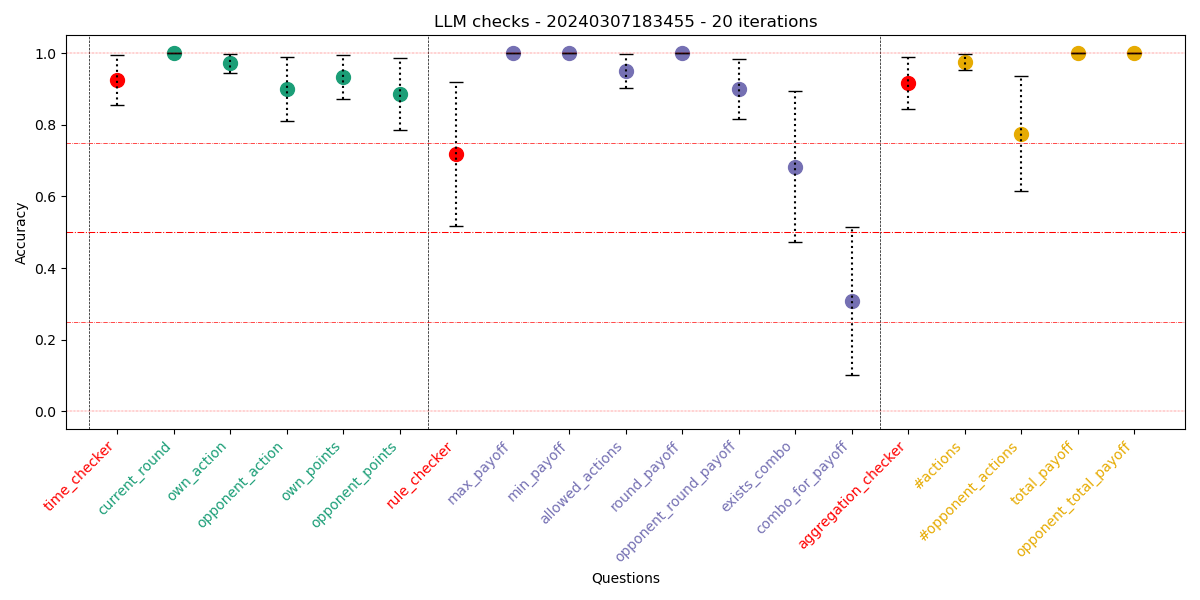 LLM checks - 20240307183455 - 20 iterations
Accuracy
1.0
0.8
0.6
0.4
0.2
0.0
time_checker
current_round
own_action
opponent_action
own_points
opponent_points
rule_checker
max_payoff
min_payoff
allowed_actions
round_payoff
opponent_round_payoff
exists_combo
combo_for_payoff
aggregation_checker
#actions
#opponent_actions
total_payoff
opponent_total_payoff
Questions